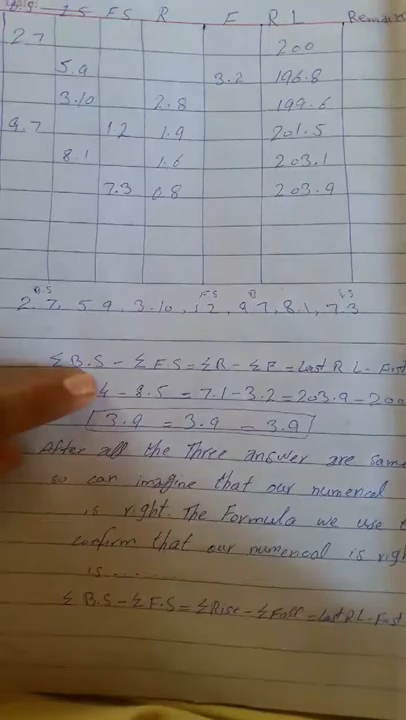 B.S I.S F.S R F R L Remark
2.7 200
5.9 3.2 196.8
3.10 2.8 199.6
9.7 1.2 1.9 201.5
8.1 1.6 203.1
7.3 0.8 203.9
B.S F.S B F.S
2.7, 5.9, 3.10, 1.2, 9.7, 8.1, 7.3
Σ B.S - Σ F.S = Σ R - Σ F = Last R L - First
4 - 8.5 = 7.1 - 3.2 = 203.9 - 200
3.9 = 3.9 = 3.9
After all the Three answer are same
so can imagine that our numerical
is right. The Formula we use t
confirm that our numerical is righ
is ......
Σ B.S - Σ F.S = Σ Rise - Σ Fall = Last RL - First